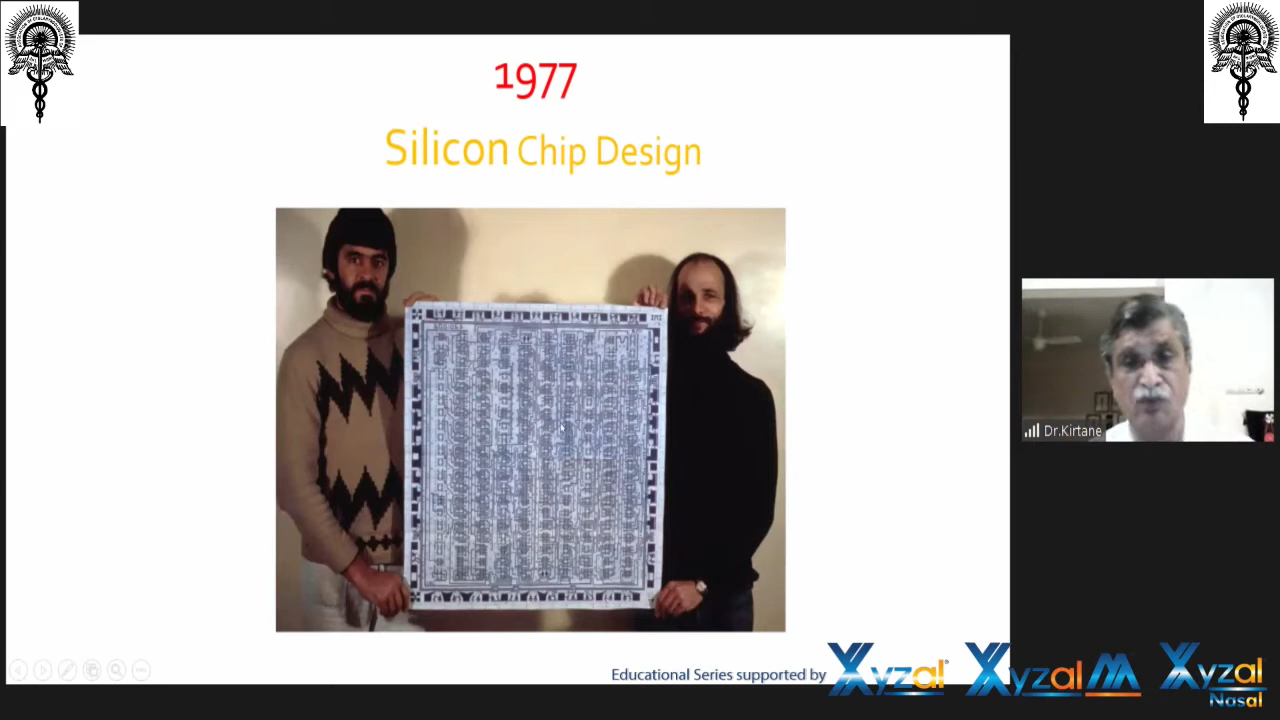 1977
Silicon Chip Design
Dr.Kirtane
Educational Series supported by
Xyzal
Xyzal M
Xyzal
Nasal